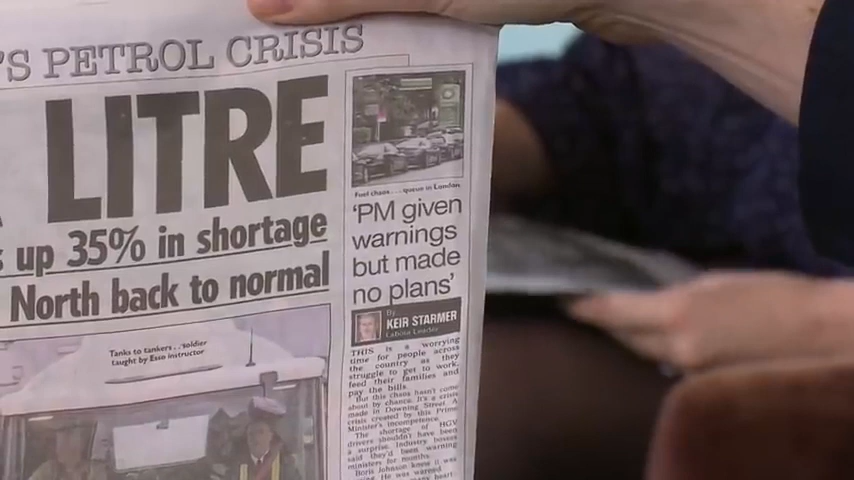 'S PETROL CRISIS
LITRE
up 35% in shortage
North back to normal
Tanks to tankers . . . soldier
taught by Esso instructor
Fuel chaos . . . queue in London
'PM given
warnings
but made
no plans'
By
KEIR STARMER
Labour Leader
THIS is a worrying
time for people across
the country as they
struggle to get to work,
feed their families and
pay the bills.
But this chaos hasn't come
about by chance. It's a crisis
made in Downing Street. A
crisis created by this Prime
Minister's incompetence.
The shortage of HGV
drivers shouldn't have been
a surprise. Industry bosses
they'd been warning
ministers for months.
Boris Johnson knew it was
He was warned